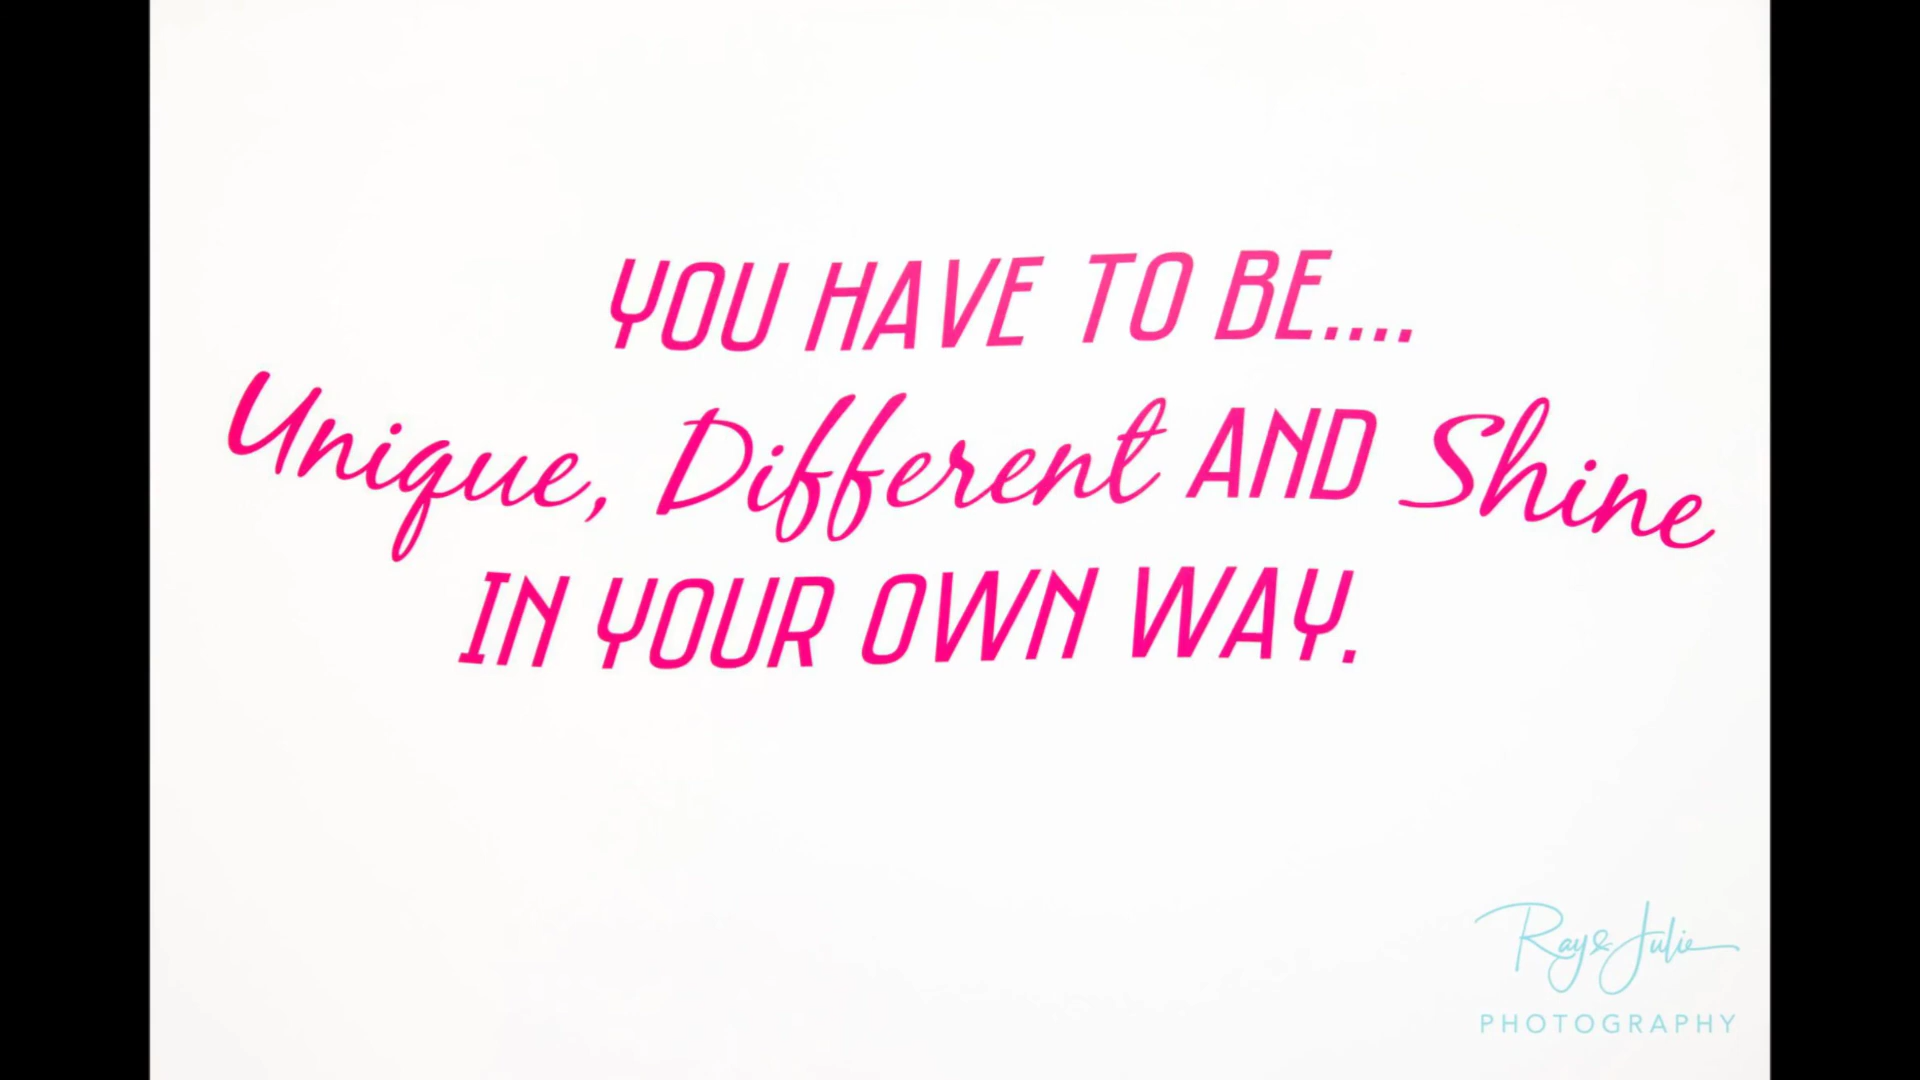 YOU HAVE TO BE....
Unique, Different AND Shine
IN YOUR OWN WAY.
Ray & Julie
PHOTOGRAPHY